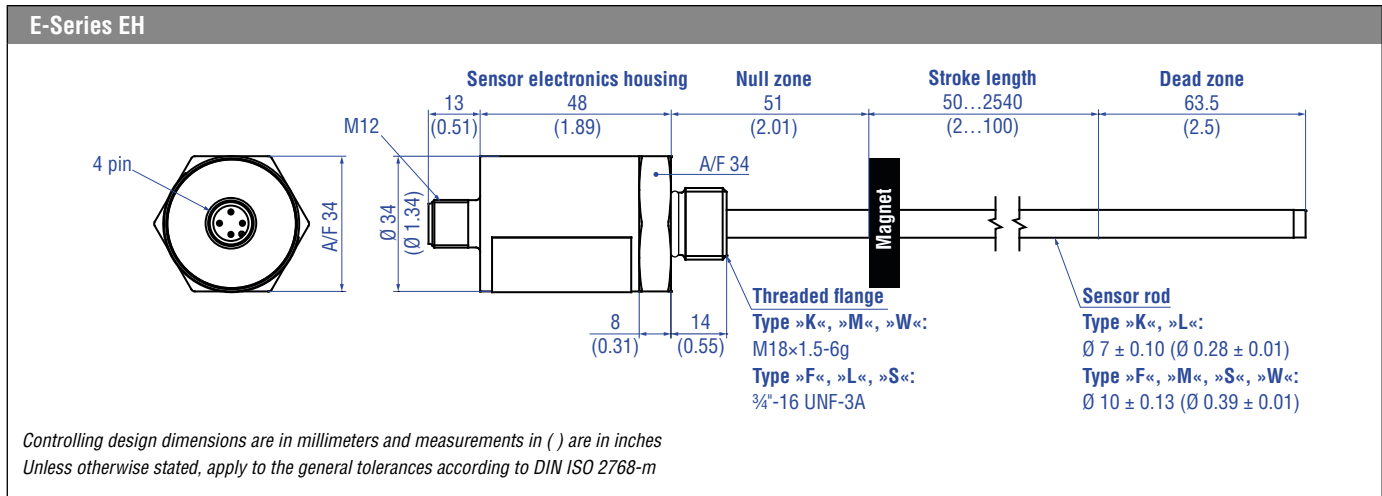 E-Series EH
Sensor electronics housing
Null zone
Stroke length
Dead zone
13
(0.51)
48
(1.89)
51
(2.01)
50…2540
(2…100)
63.5
(2.5)
M12
4 pin
A/F 34
A/F 34
Ø 34
(Ø 1.34)
Magnet
8
(0.31)
14
(0.55)
Threaded flange
Type »K«, »M«, »W«:
M18×1.5-6g
Type »F«, »L«, »S«:
¾"-16 UNF-3A
Sensor rod
Type »K«, »L«:
Ø 7 ± 0.10 (Ø 0.28 ± 0.01)
Type »F«, »M«, »S«, »W«:
Ø 10 ± 0.13 (Ø 0.39 ± 0.01)
Controlling design dimensions are in millimeters and measurements in ( ) are in inches
Unless otherwise stated, apply to the general tolerances according to DIN ISO 2768-m